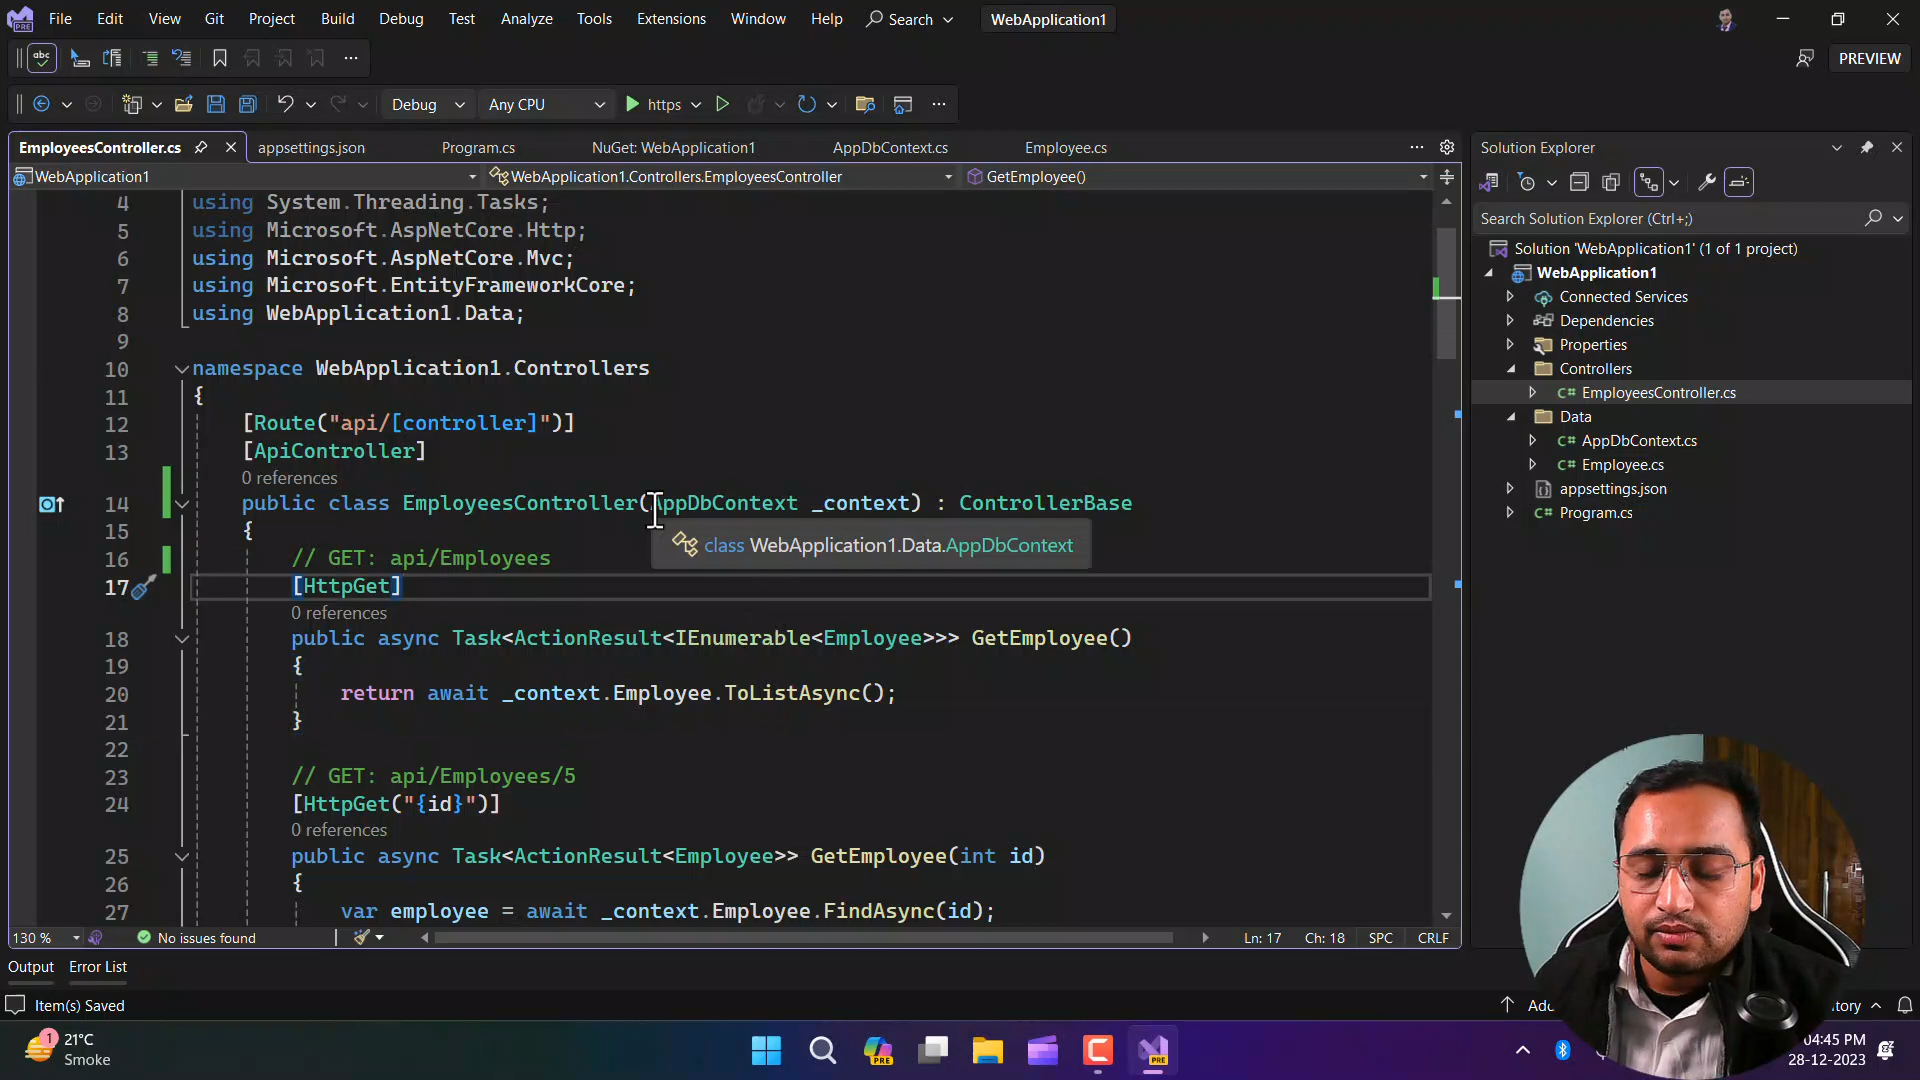 File Edit View Git Project Build Debug Test Analyze Tools Extensions Window Help Search WebApplication1
PREVIEW
Debug Any CPU https
EmployeesController.cs appsettings.json Program.cs NuGet: WebApplication1 AppDbContext.cs Employee.cs
WebApplication1 WebApplication1.Controllers.EmployeesController GetEmployee()
4 using System.Threading.Tasks;
5 using Microsoft.AspNetCore.Http;
6 using Microsoft.AspNetCore.Mvc;
7 using Microsoft.EntityFrameworkCore;
8 using WebApplication1.Data;
9
10 namespace WebApplication1.Controllers
11 {
12 [Route("api/[controller]")]
13 [ApiController]
0 references
14 public class EmployeesController(AppDbContext _context) : ControllerBase
15 {
class WebApplication1.Data.AppDbContext
16 // GET: api/Employees
17 [HttpGet]
0 references
18 public async Task<ActionResult<IEnumerable<Employee>>> GetEmployee()
19 {
20 return await _context.Employee.ToListAsync();
21 }
22
23 // GET: api/Employees/5
24 [HttpGet("{id}")]
0 references
25 public async Task<ActionResult<Employee>> GetEmployee(int id)
26 {
27 var employee = await _context.Employee.FindAsync(id);
130 % No issues found Ln: 17 Ch: 18 SPC CRLF
Output Error List
Item(s) Saved
Solution Explorer
Search Solution Explorer (Ctrl+;)
Solution 'WebApplication1' (1 of 1 project)
WebApplication1
Connected Services
Dependencies
Properties
Controllers
C# EmployeesController.cs
Data
C# AppDbContext.cs
C# Employee.cs
appsettings.json
C# Program.cs
1
21°C
Smoke
PRE
PRE
04:45 PM
28-12-2023